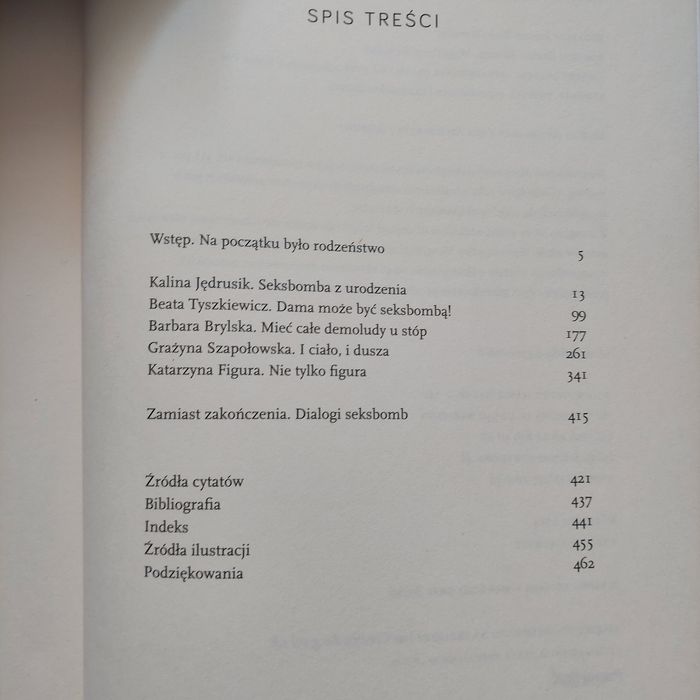 SPIS TREŚCI
Wstęp. Na początku było rodzeństwo 5
Kalina Jędrusik. Seksbomba z urodzenia 13
Beata Tyszkiewicz. Dama może być seksbombą! 99
Barbara Brylska. Mieć całe demoludy u stóp 177
Grażyna Szapołowska. I ciało, i dusza 261
Katarzyna Figura. Nie tylko figura 341
Zamiast zakończenia. Dialogi seksbomb 415
Źródła cytatów 421
Bibliografia 437
Indeks 441
Źródła ilustracji 455
Podziękowania 462